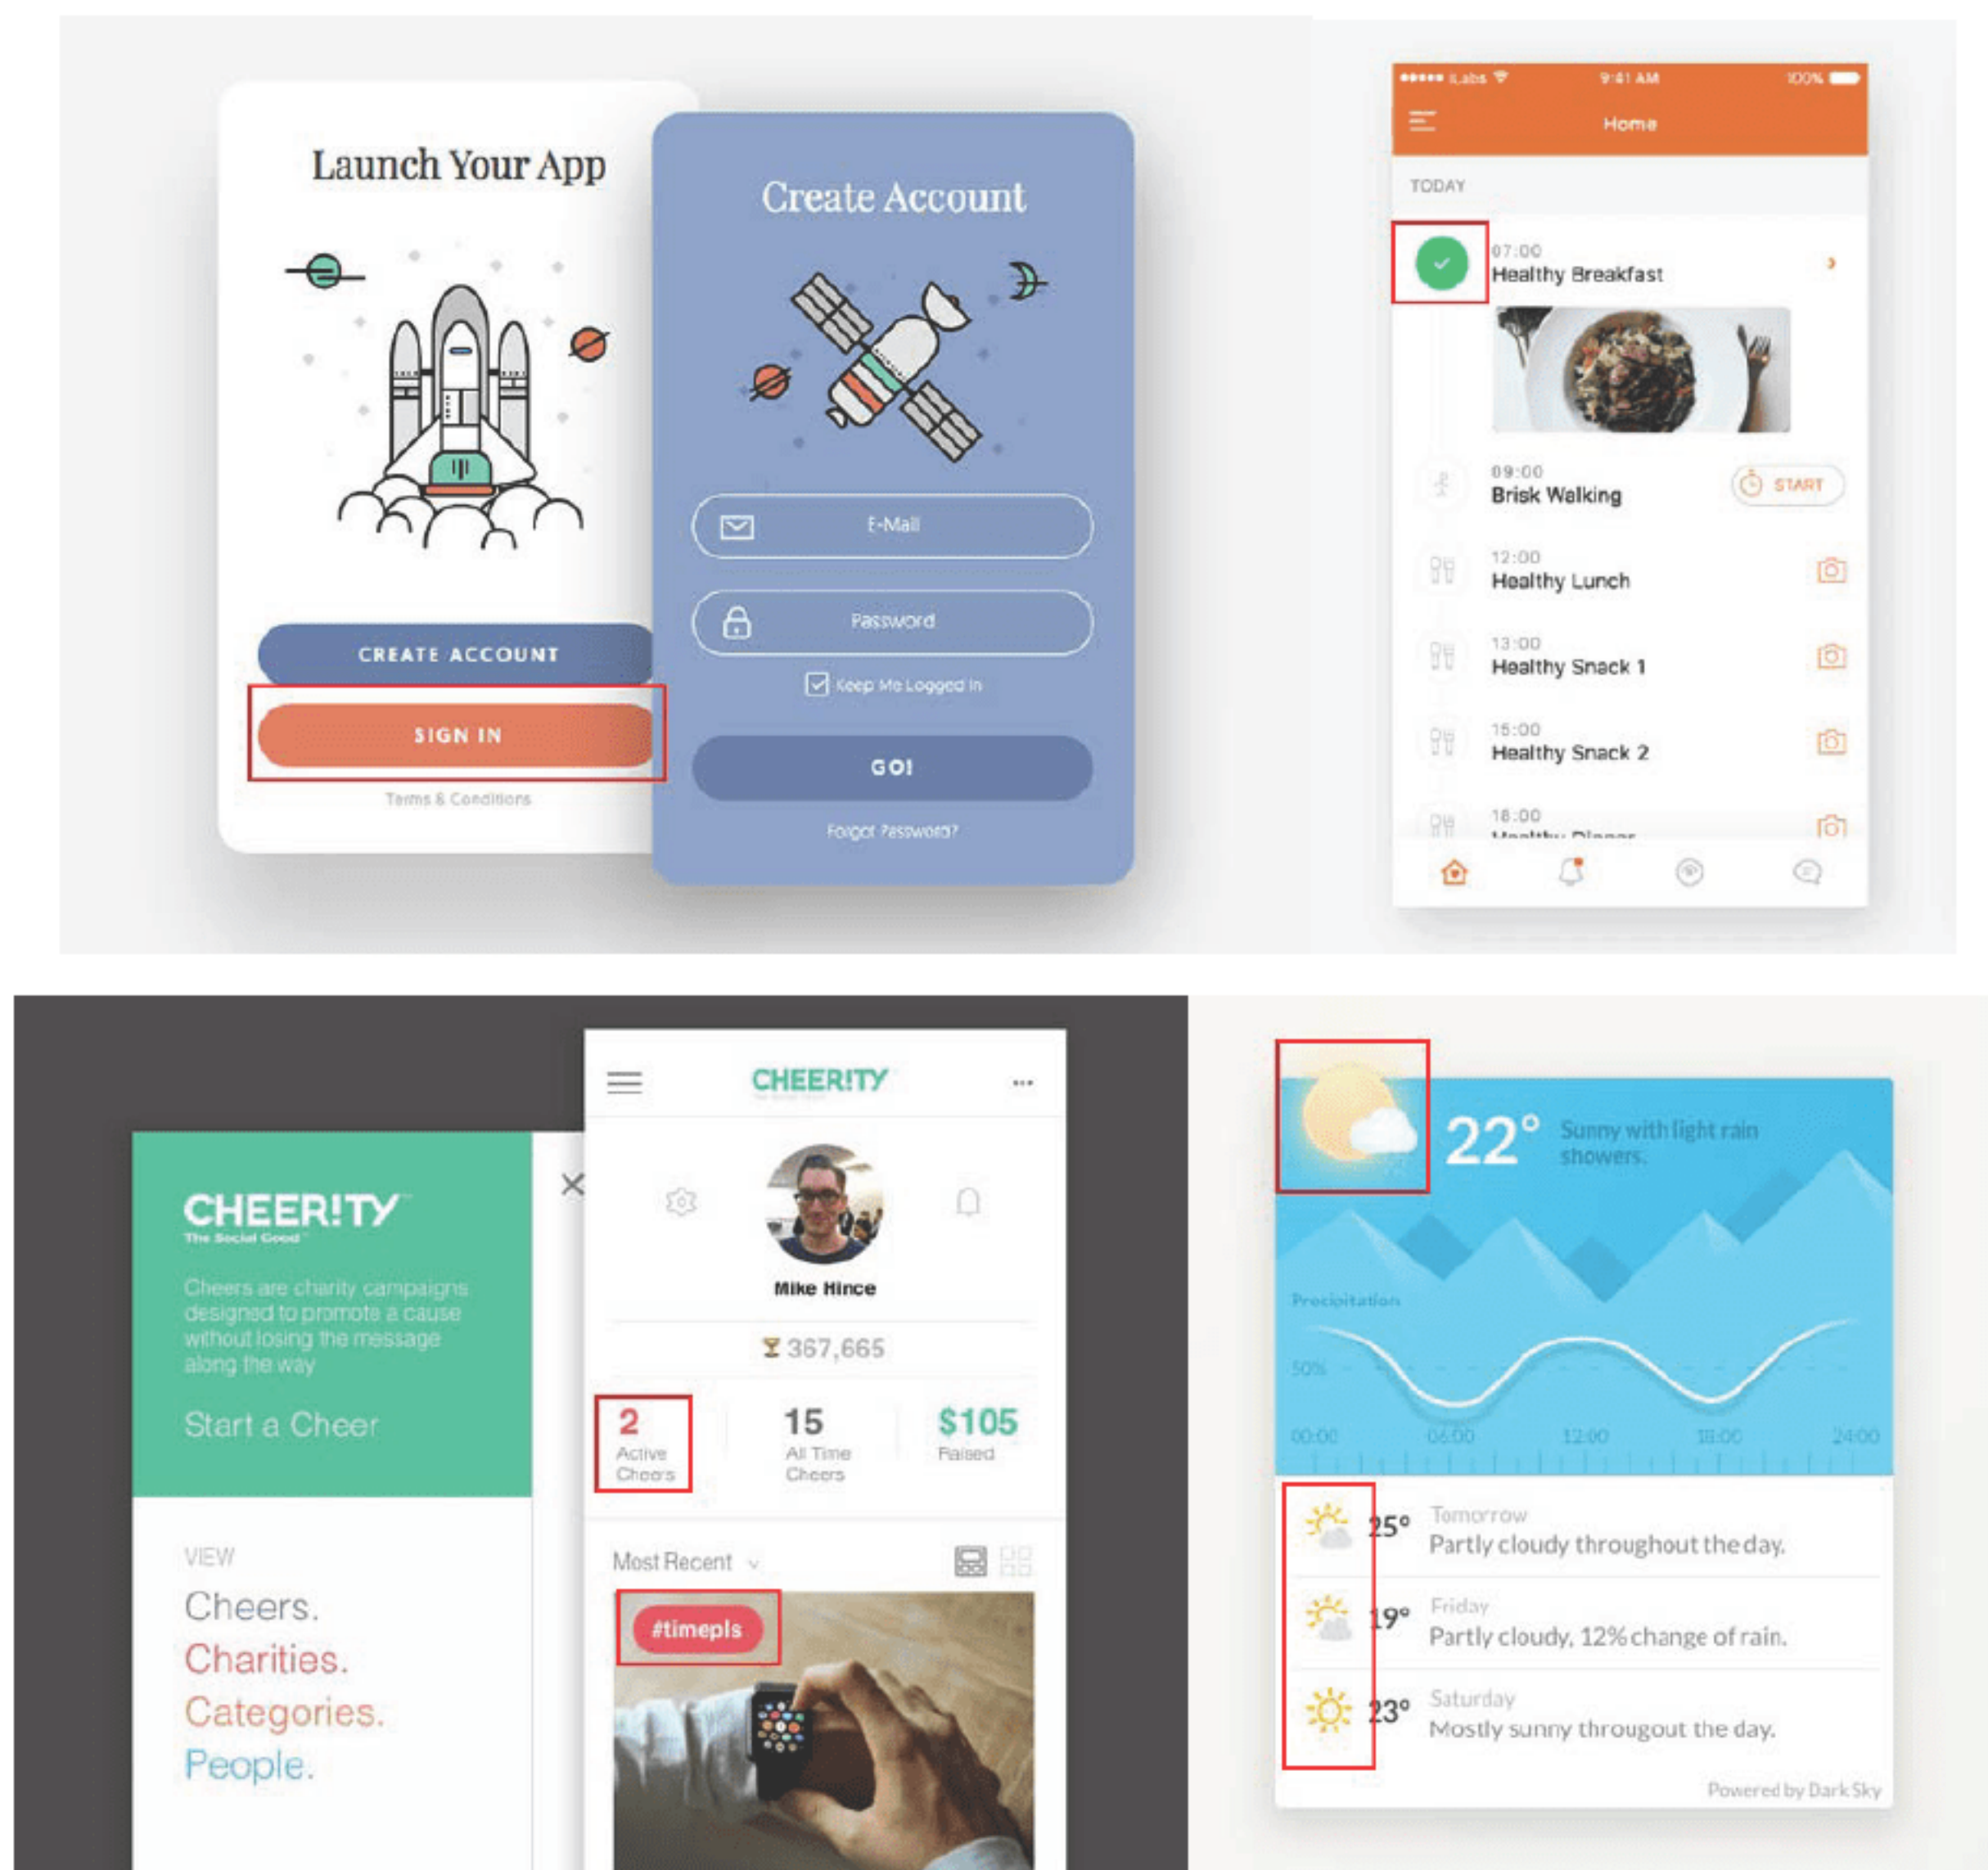 Launch Your App
CREATE ACCOUNT
SIGN IN
Terms & Conditions
Create Account
E-Mail
Password
Keep Me Logged In
GO!
Forgot Password?
9:41 AM
100%
Home
TODAY
07:00
Healthy Breakfast
09:00
Brisk Walking
START
12:00
Healthy Lunch
13:00
Healthy Snack 1
15:00
Healthy Snack 2
18:00
Healthy Dinner
CHEER!TY™
The Social Good™
Cheers are charity campaigns
designed to promote a cause
without losing the message
along the way
Start a Cheer
VIEW
Cheers.
Charities.
Categories.
People.
CHEER!TY
Mike Hince
367,665
2
Active
Cheers
15
All Time
Cheers
$105
Raised
Most Recent
#timepls
22°
Sunny with light rain
showers.
Precipitation
50%
00:00 06:00 12:00 18:00 24:00
25°
Tomorrow
Partly cloudy throughout the day.
19°
Friday
Partly cloudy, 12% change of rain.
23°
Saturday
Mostly sunny througout the day.
Powered by Dark Sky